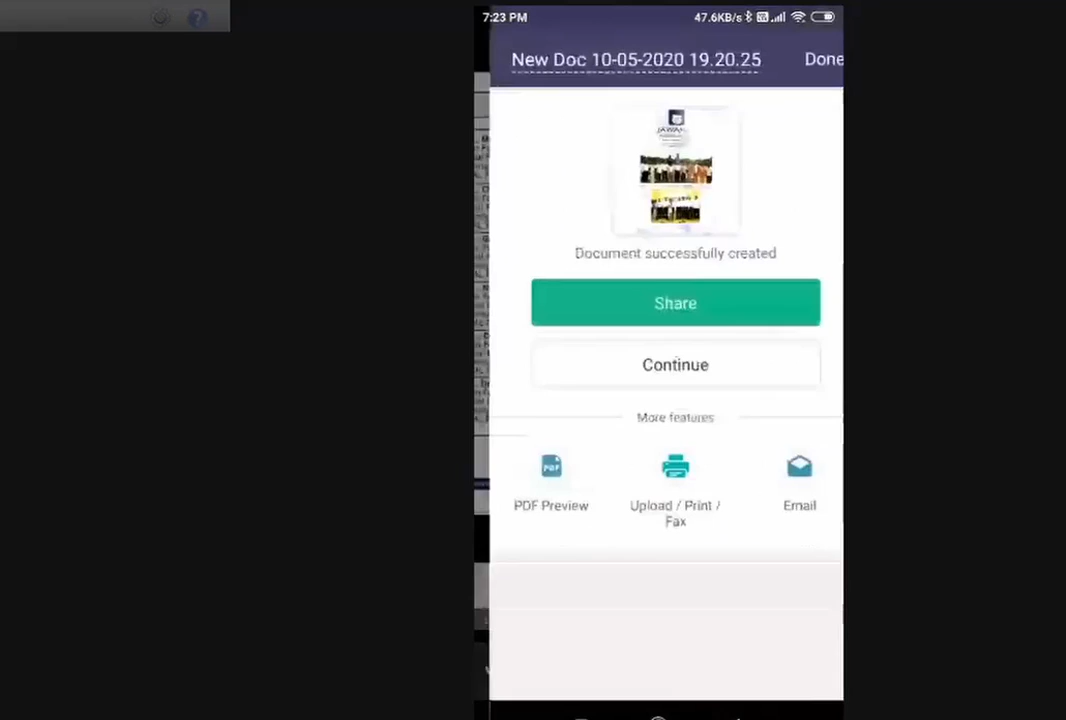 7:23 PM
47.6KB/s
New Doc 10-05-2020 19.20.25
Done
Document successfully created
Share
Continue
More features
PDF
PDF Preview
Upload / Print /
Fax
Email